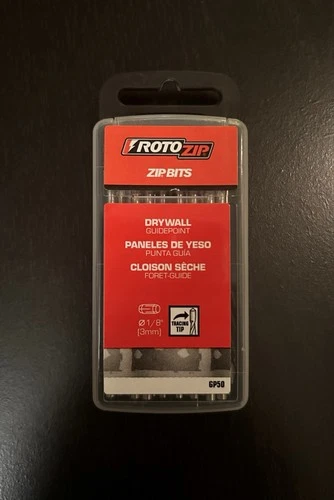 ROTOZIP
ZIP BITS
DRYWALL
GUIDEPOINT
PANELES DE YESO
PUNTA GUÍA
CLOISON SÈCHE
FORET-GUIDE
Ø 1/8"
[3mm]
TRACING
TIP
GP50